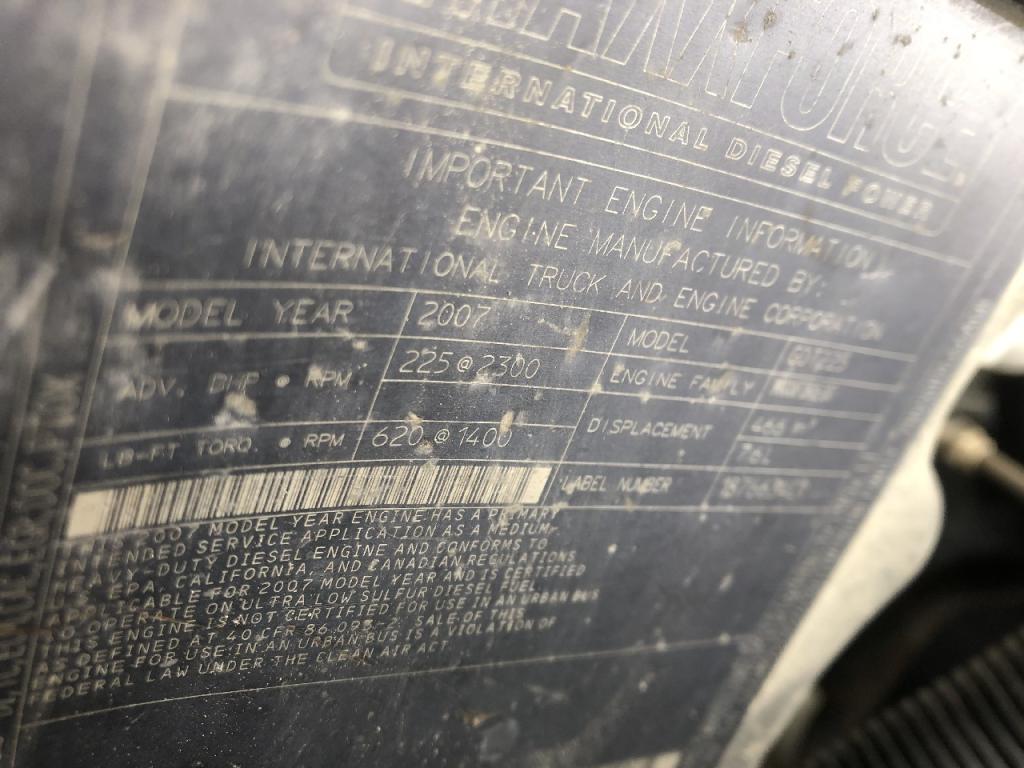 INTERNATIONAL DIESEL POWER
IMPORTANT ENGINE INFORMATION
ENGINE MANUFACTURED BY:
INTERNATIONAL TRUCK AND ENGINE CORPORATION
MODEL YEAR 2007 MODEL
ADV. BHP • RPM 225 @ 2300 ENGINE FAMILY
LB-FT TORQ. • RPM 620 @ 1400 DISPLACEMENT 7.6L
LABEL NUMBER
2007 MODEL YEAR ENGINE HAS A PRIMARY
INTENDED SERVICE APPLICATION AS A MEDIUM-
HEAVY-DUTY DIESEL ENGINE AND CONFORMS TO
EPA, CALIFORNIA, AND CANADIAN REGULATIONS
APPLICABLE FOR 2007 MODEL YEAR AND IS CERTIFIED
TO OPERATE ON ULTRA LOW SULFUR DIESEL FUEL.
THIS ENGINE IS NOT CERTIFIED FOR USE IN AN URBAN BUS
AS DEFINED AT 40 CFR SALE OF THIS
ENGINE FOR USE IN AN URBAN BUS IS A VIOLATION OF
FEDERAL LAW UNDER THE CLEAN AIR ACT